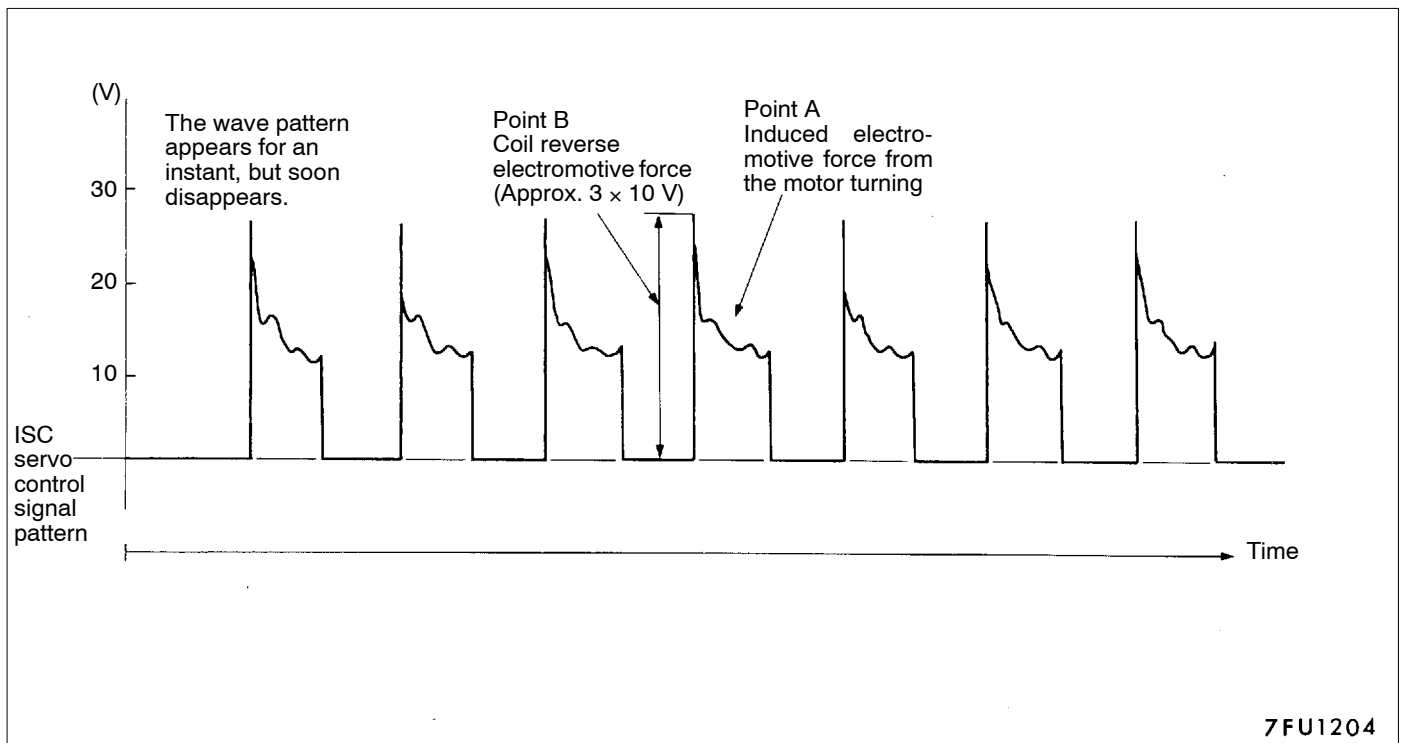 (V)
The wave pattern
appears for an
instant, but soon
disappears.
Point B
Coil reverse
electromotive force
(Approx. 3 × 10 V)
Point A
Induced electro-
motive force from
the motor turning
30
20
10
ISC
servo
control
signal
pattern
Time
7FU1204